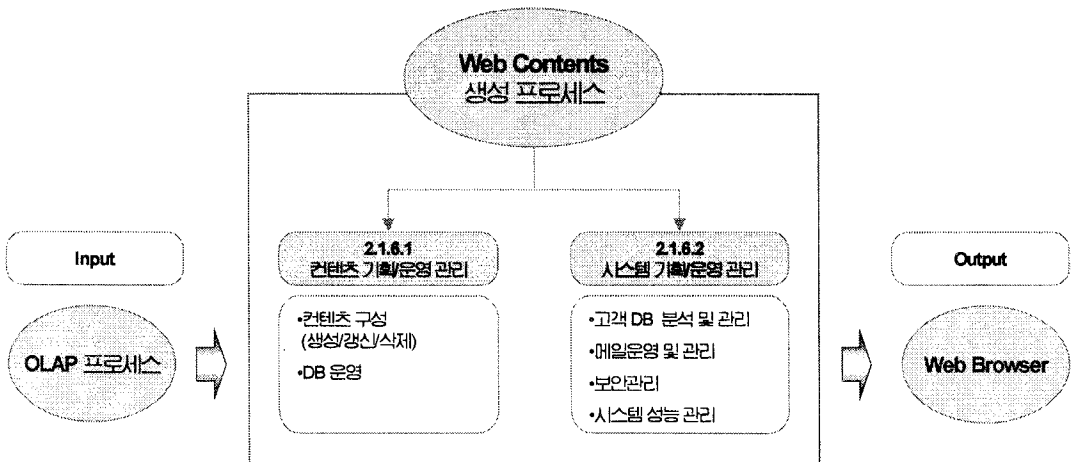 Web Contents
생성 프로세스
Input
OLAP 프로세스
2.1.6.1
컨텐츠 기획/운영 관리
•컨텐츠 구성
(생성/갱신/삭제)
•DB 운영
2.1.6.2
시스템 기획/운영 관리
•고객 DB 분석 및 관리
•메일운영 및 관리
•보안관리
•시스템 성능 관리
Output
Web Browser